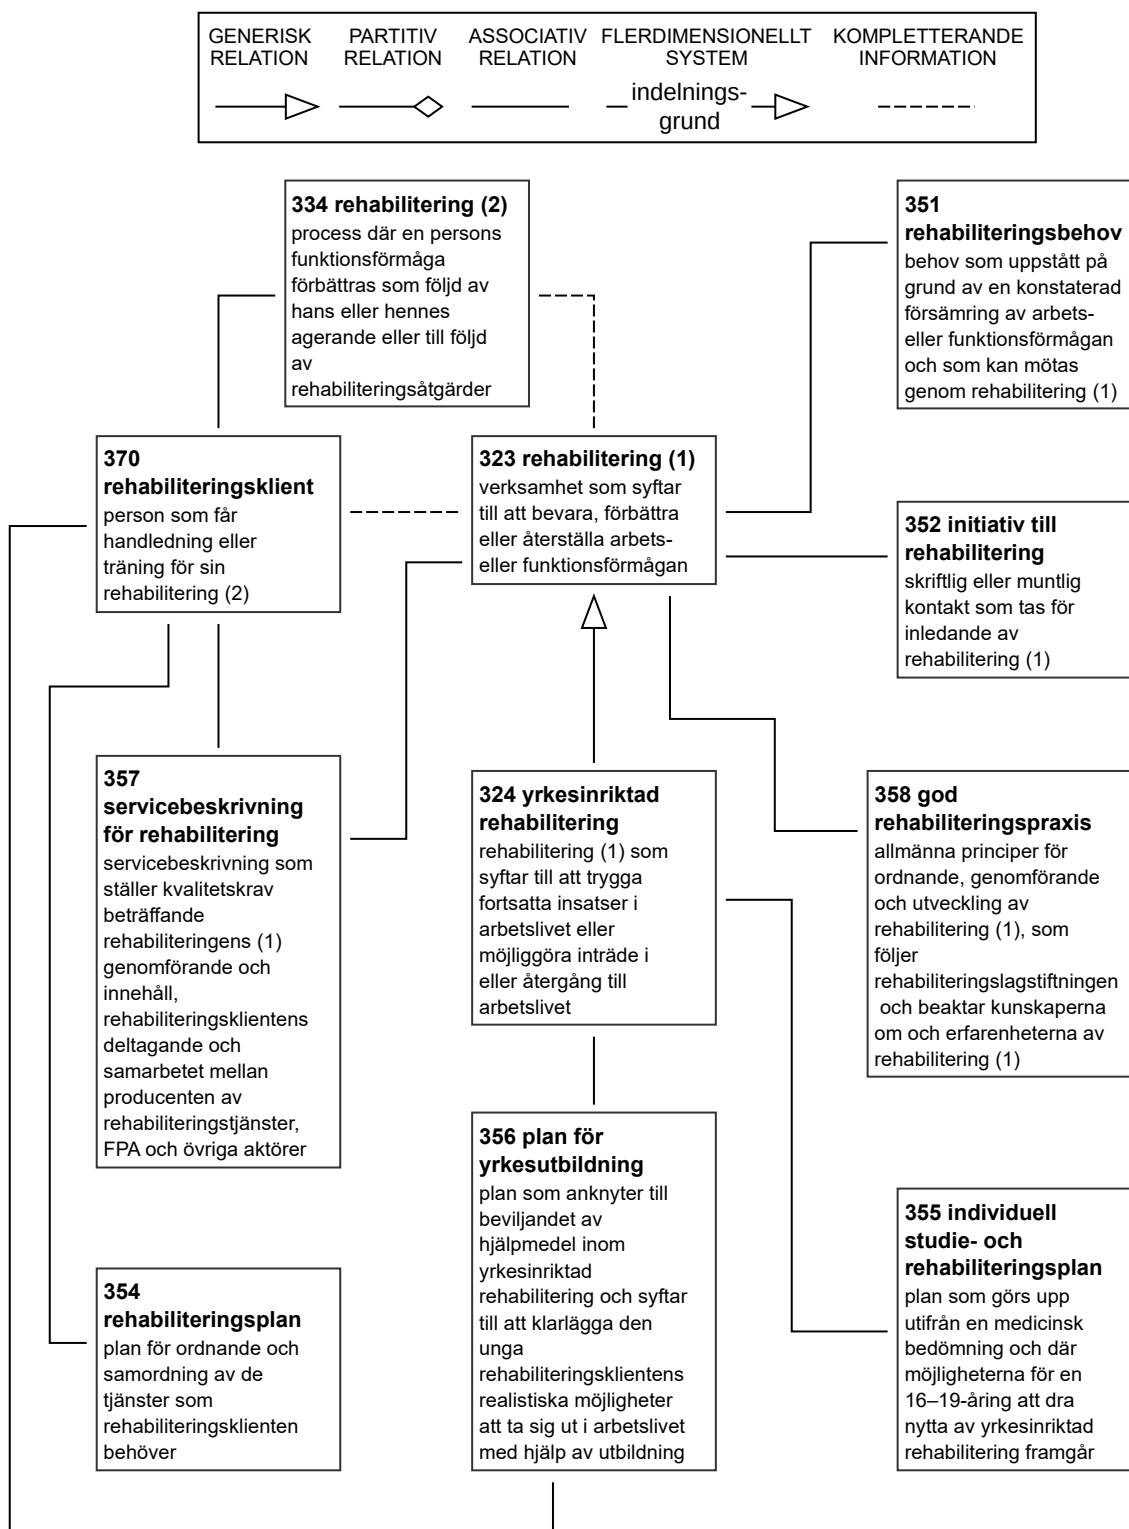 GENERISK
RELATION
PARTITIV
RELATION
ASSOCIATIV
RELATION
FLERDIMENSIONELLT
SYSTEM
KOMPLETTERANDE
INFORMATION
indelnings-
grund
334 rehabilitering (2)
process där en persons
funktionsförmåga
förbättras som följd av
hans eller hennes
agerande eller till följd
av
rehabiliteringsåtgärder
351
rehabiliteringsbehov
behov som uppstått på
grund av en konstaterad
försämring av arbets-
eller funktionsförmågan
och som kan mötas
genom rehabilitering (1)
370
rehabiliteringsklient
person som får
handledning eller
träning för sin
rehabilitering (2)
323 rehabilitering (1)
verksamhet som syftar
till att bevara, förbättra
eller återställa arbets-
eller funktionsförmågan
352 initiativ till
rehabilitering
skriftlig eller muntlig
kontakt som tas för
inledande av
rehabilitering (1)
357
servicebeskrivning
för rehabilitering
servicebeskrivning som
ställer kvalitetskrav
beträffande
rehabiliteringens (1)
genomförande och
innehåll,
rehabiliteringsklientens
deltagande och
samarbetet mellan
producenten av
rehabiliteringstjänster,
FPA och övriga aktörer
324 yrkesinriktad
rehabilitering
rehabilitering (1) som
syftar till att trygga
fortsatta insatser i
arbetslivet eller
möjliggöra inträde i
eller återgång till
arbetslivet
358 god
rehabiliteringspraxis
allmänna principer för
ordnande, genomförande
och utveckling av
rehabilitering (1), som
följer
rehabiliteringslagstiftningen
och beaktar kunskaperna
om och erfarenheterna av
rehabilitering (1)
356 plan för
yrkesutbildning
plan som anknyter till
beviljandet av
hjälpmedel inom
yrkesinriktad
rehabilitering och syftar
till att klarlägga den
unga
rehabiliteringsklientens
realistiska möjligheter
att ta sig ut i arbetslivet
med hjälp av utbildning
355 individuell
studie- och
rehabiliteringsplan
plan som görs upp
utifrån en medicinsk
bedömning och där
möjligheterna för en
16–19-åring att dra
nytta av yrkesinriktad
rehabilitering framgår
354
rehabiliteringsplan
plan för ordnande och
samordning av de
tjänster som
rehabiliteringsklienten
behöver